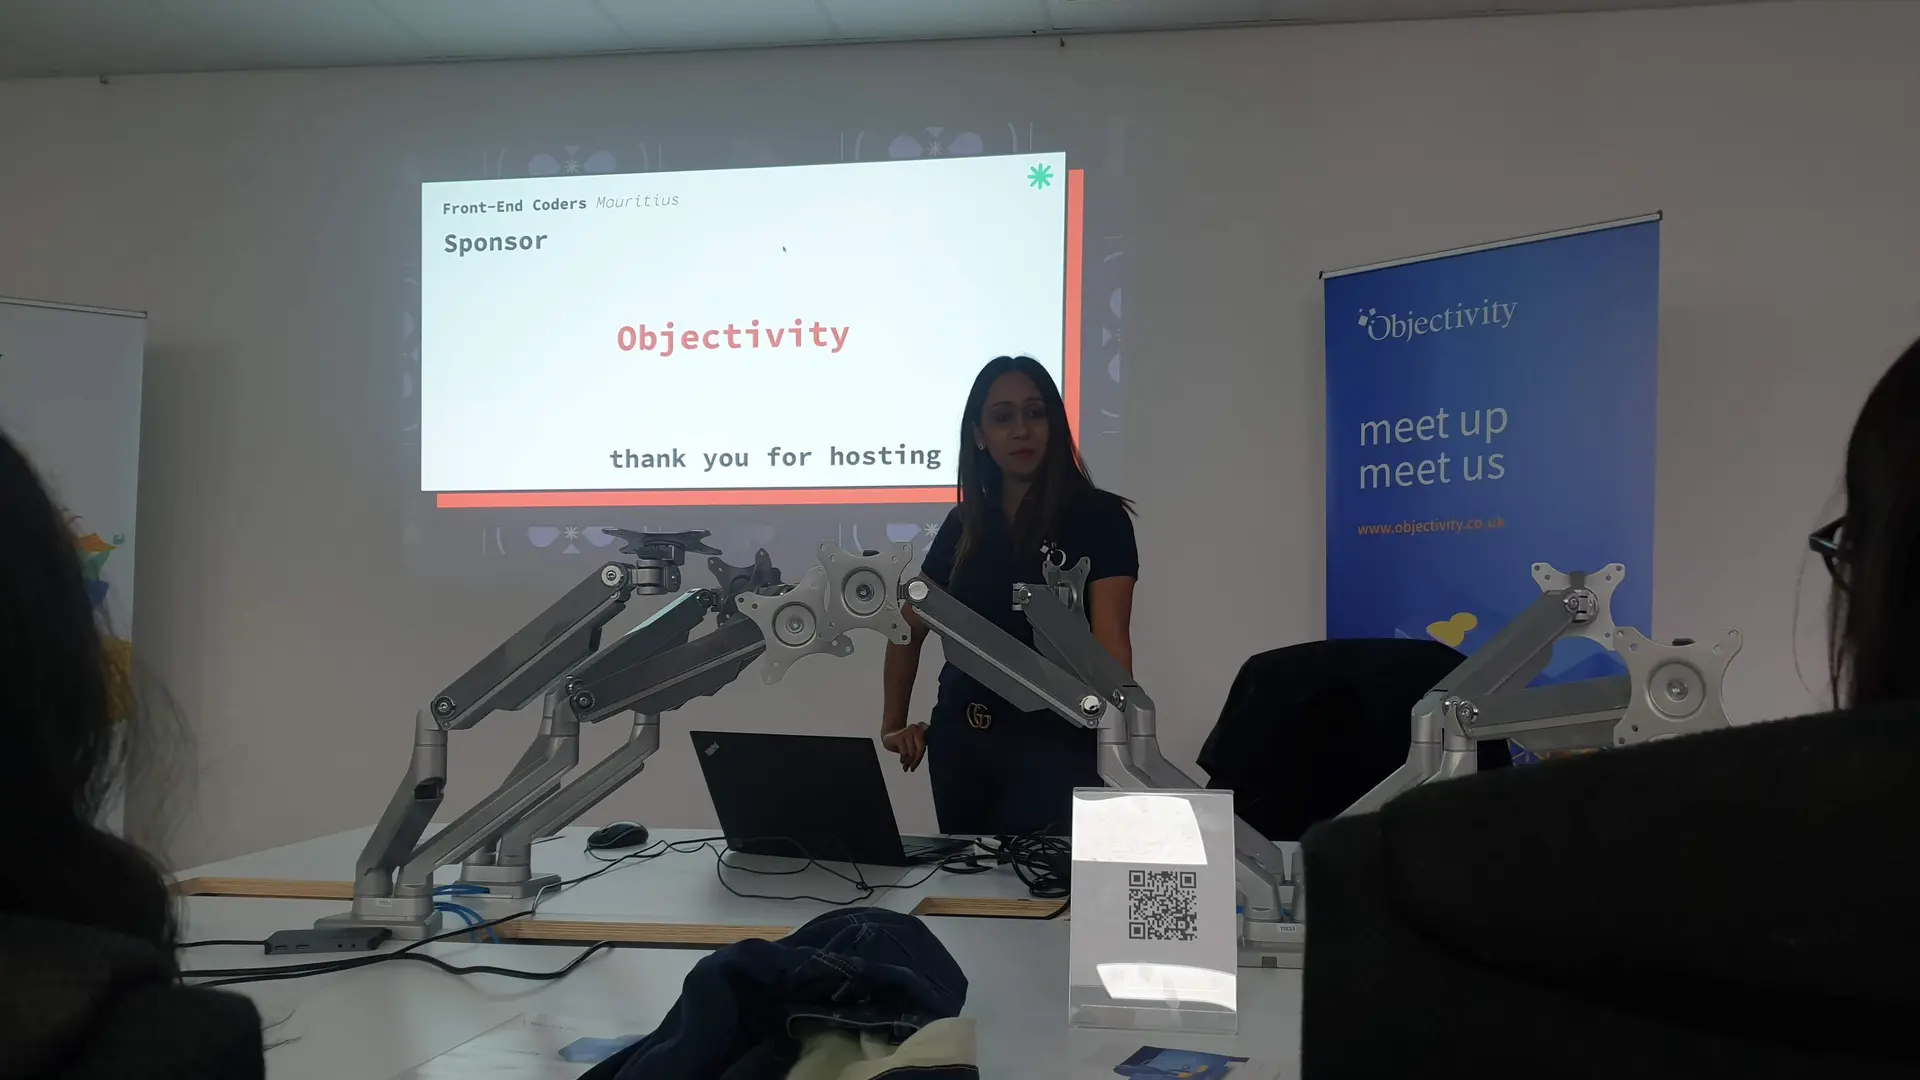 Front-End Coders Mauritius
Sponsor
Objectivity
thank you for hosting
Objectivity
meet up
meet us
www.objectivity.co.uk
ThinkPad